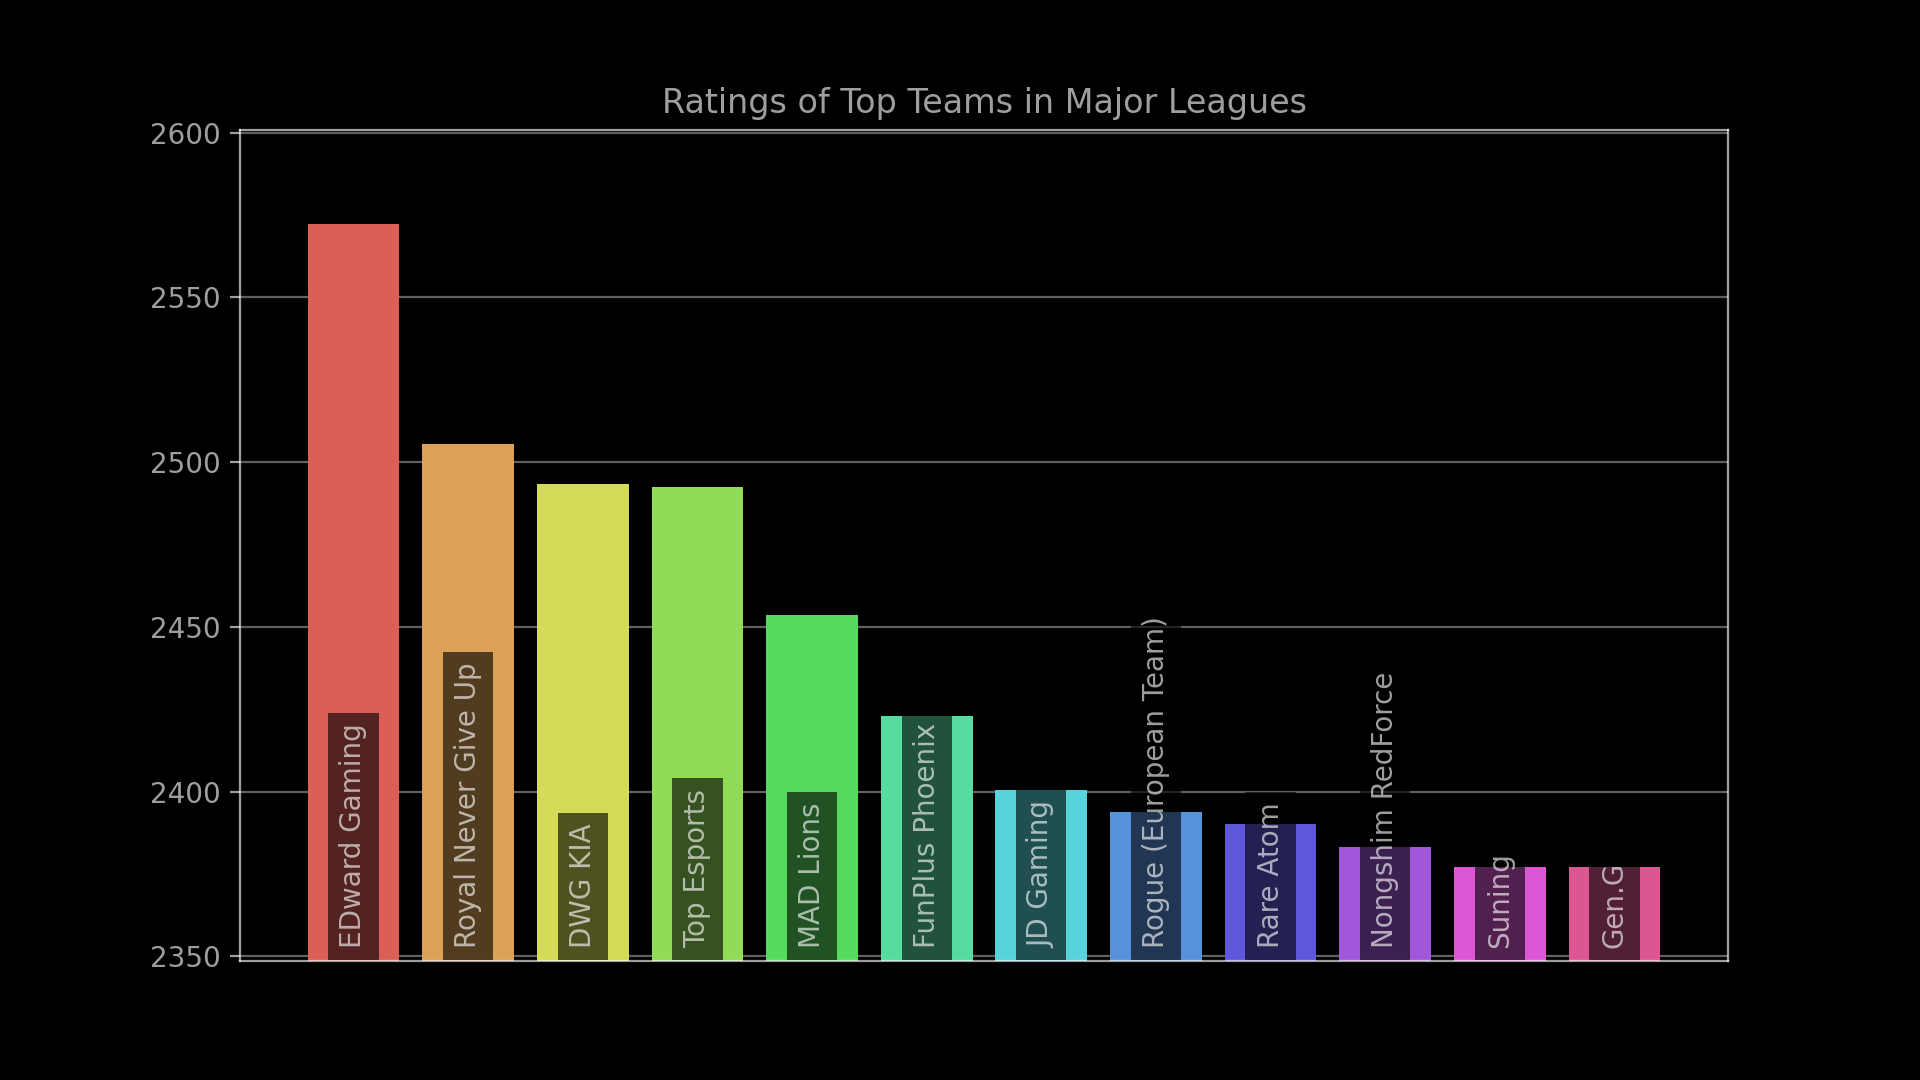 Ratings of Top Teams in Major Leagues
2600
2550
2500
2450
2400
2350
EDward Gaming
Royal Never Give Up
DWG KIA
Top Esports
MAD Lions
FunPlus Phoenix
JD Gaming
Rogue (European Team)
Rare Atom
Nongshim RedForce
Suning
Gen.G